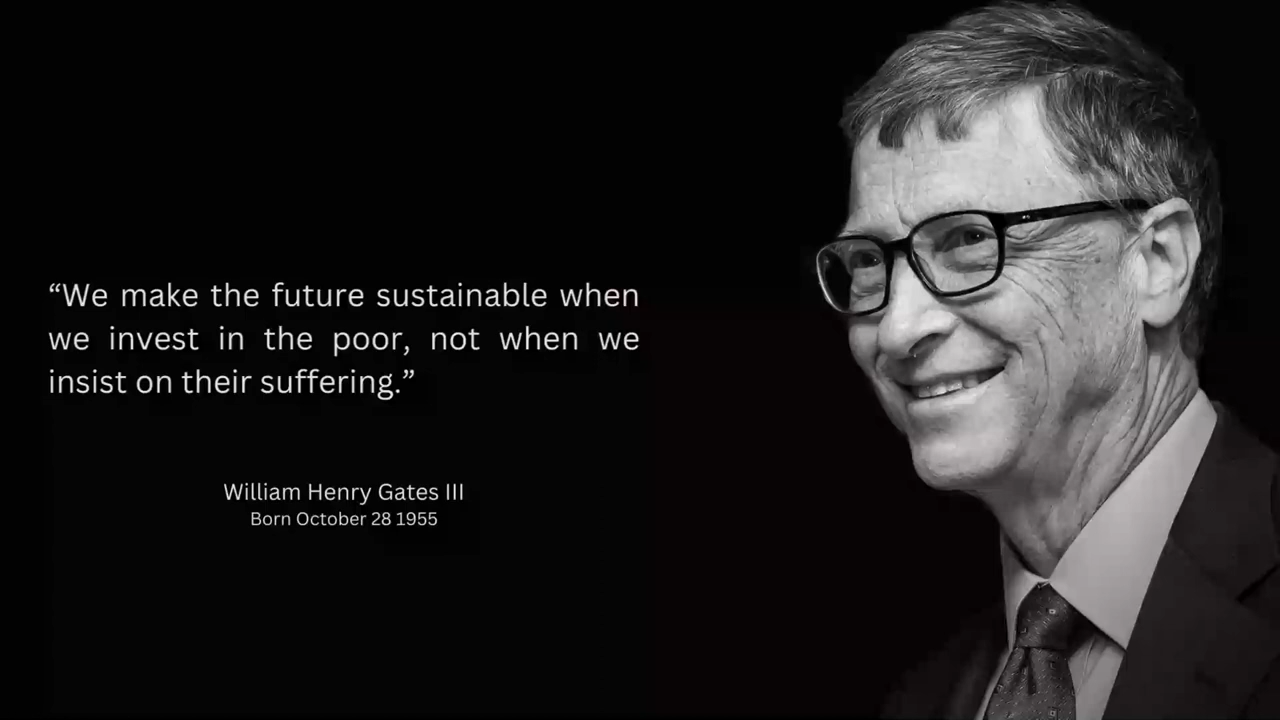 “We make the future sustainable when
we invest in the poor, not when we
insist on their suffering.”
William Henry Gates III
Born October 28 1955